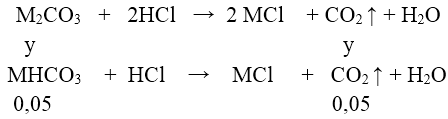 M₂CO₃ + 2HCl → 2 MCl + CO₂↑ + H₂O
y y
MHCO₃ + HCl → MCl + CO₂↑ + H₂O
0,05 0,05